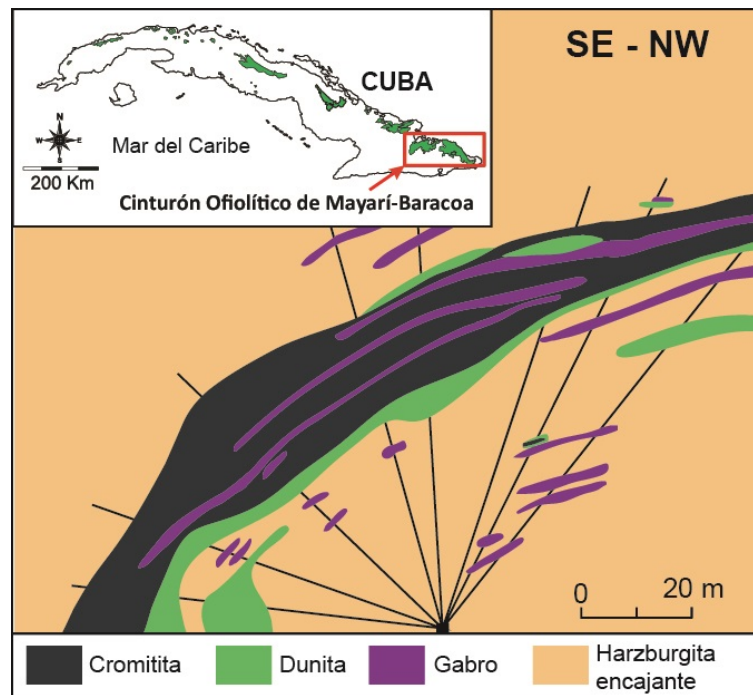 SE - NW
CUBA
N
W E
S
Mar del Caribe
200 Km
Cinturón Ofiolítico de Mayarí-Baracoa
0 20 m
Cromitita
Dunita
Gabro
Harzburgita
encajante